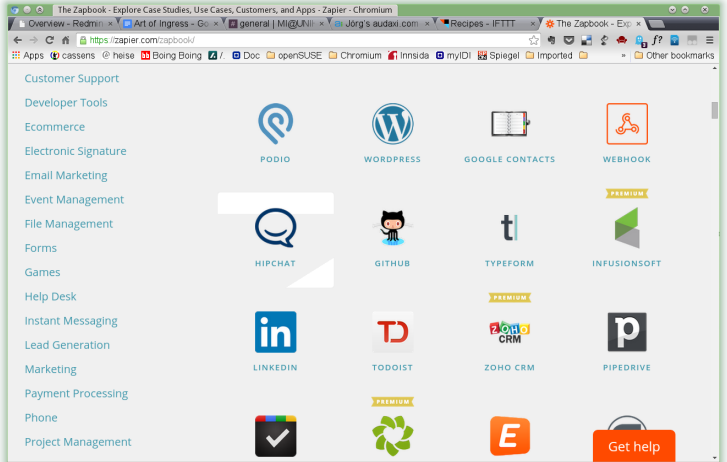 The Zapbook - Explore Case Studies, Use Cases, Customers, and Apps - Zapier - Chromium
Overview - Redmin
Art of Ingress - Go
general | MI@UNI
Jörg's audaxi.com
Recipes - IFTTT
The Zapbook - Exp
https://zapier.com/zapbook/
f?
Apps
cassens
heise
Boing Boing
/.
Doc
openSUSE
Chromium
Innsida
myIDI
Spiegel
Imported
»
Other bookmarks
Customer Support
Developer Tools
Ecommerce
Electronic Signature
Email Marketing
Event Management
File Management
Forms
Games
Help Desk
Instant Messaging
Lead Generation
Marketing
Payment Processing
Phone
Project Management
PODIO
WORDPRESS
GOOGLE CONTACTS
WEBHOOK
PREMIUM
HIPCHAT
GITHUB
t
TYPEFORM
INFUSIONSOFT
PREMIUM
in
LINKEDIN
TD
TODOIST
ZOHO
CRM
ZOHO CRM
p
PIPEDRIVE
PREMIUM
E
Get help